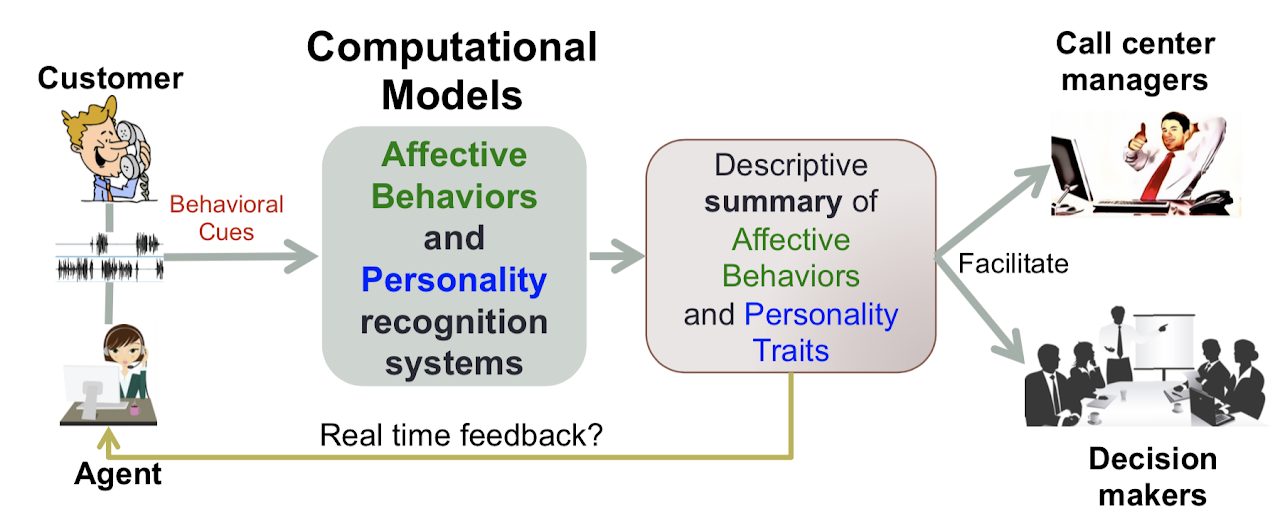 Customer
Behavioral
Cues
Agent
Computational
Models
Affective
Behaviors
and
Personality
recognition
systems
Descriptive
summary of
Affective
Behaviors
and Personality
Traits
Real time feedback?
Facilitate
Call center
managers
Decision
makers